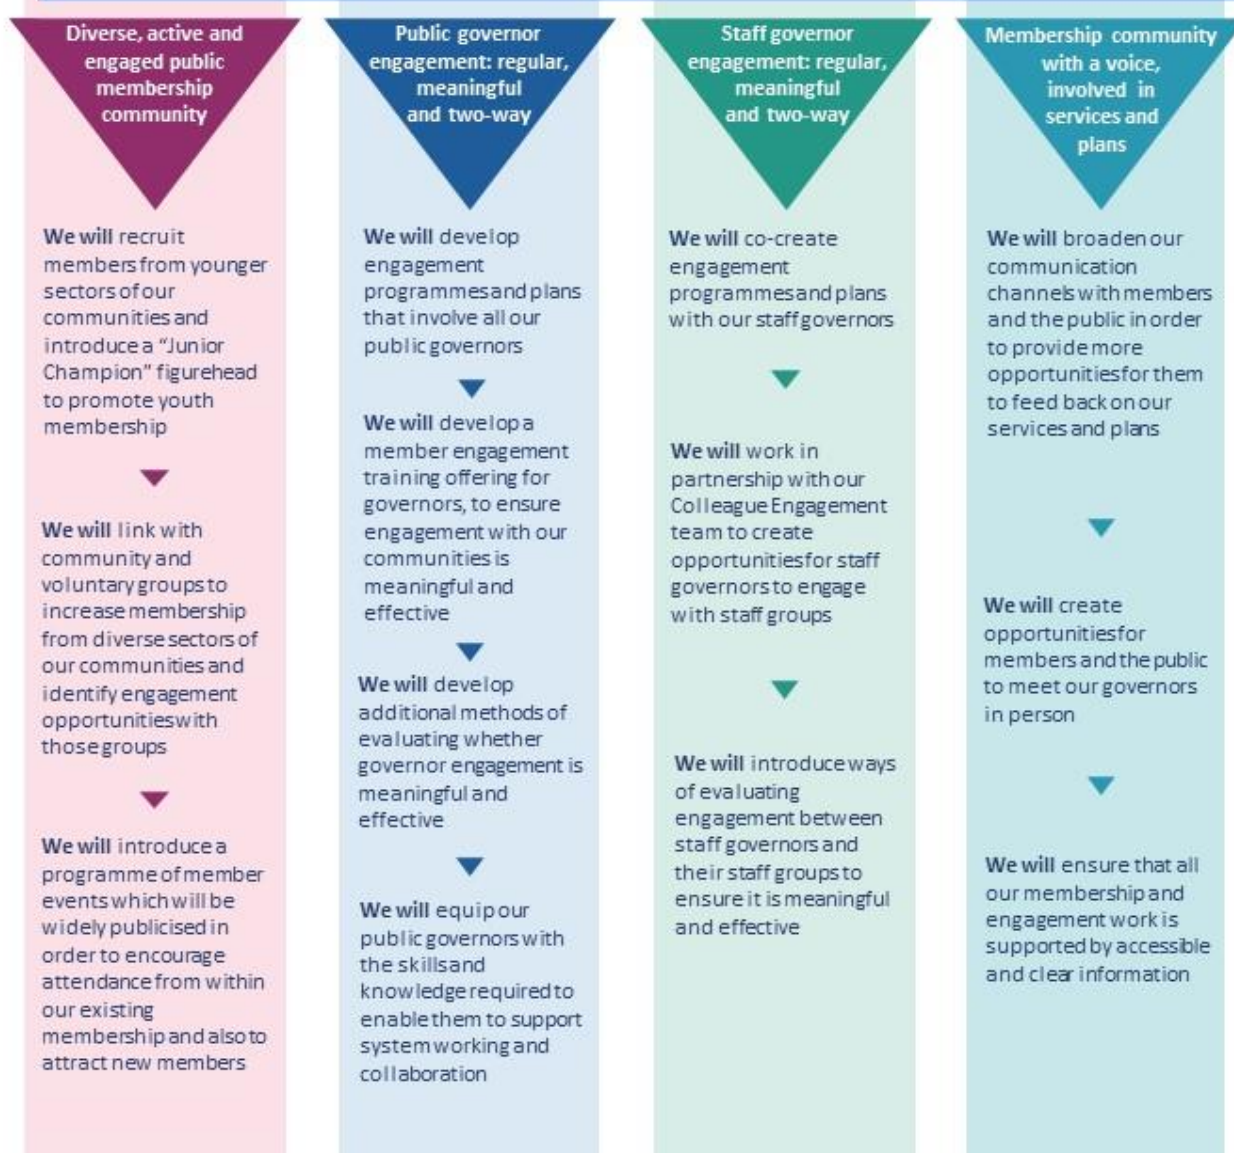 Diverse, active and
engaged public
membership
community
We will recruit
members from younger
sectors of our
communities and
introduce a “Junior
Champion” figurehead
to promote youth
membership
We will link with
community and
voluntary groups to
increase membership
from diverse sectors of
our communities and
identify engagement
opportunities with
those groups
We will introduce a
programme of member
events which will be
widely publicised in
order to encourage
attendance from within
our existing
membership and also to
attract new members
Public governor
engagement: regular,
meaningful
and two-way
We will develop
engagement
programmes and plans
that involve all our
public governors
We will develop a
member engagement
training offering for
governors, to ensure
engagement with our
communities is
meaningful and
effective
We will develop
additional methods of
evaluating whether
governor engagement is
meaningful and
effective
We will equip our
public governors with
the skills and
knowledge required to
enable them to support
system working and
collaboration
Staff governor
engagement: regular,
meaningful
and two-way
We will co-create
engagement
programmes and plans
with our staff governors
We will work in
partnership with our
Colleague Engagement
team to create
opportunities for staff
governors to engage
with staff groups
We will introduce ways
of evaluating
engagement between
staff governors and
their staff groups to
ensure it is meaningful
and effective
Membership community
with a voice,
involved in
services and
plans
We will broaden our
communication
channels with members
and the public in order
to provide more
opportunities for them
to feed back on our
services and plans
We will create
opportunities for
members and the public
to meet our governors
in person
We will ensure that all
our membership and
engagement work is
supported by accessible
and clear information